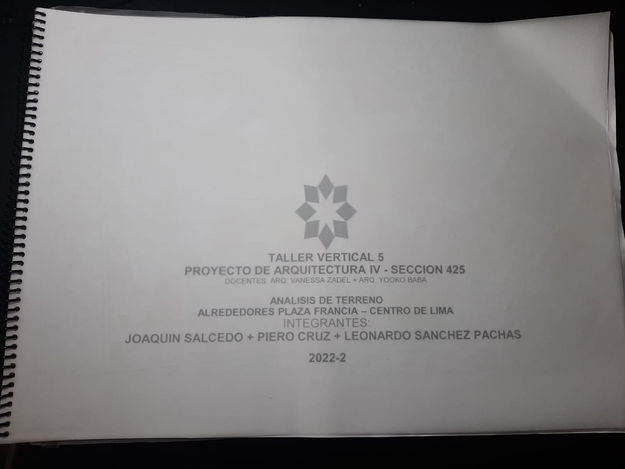 TALLER VERTICAL 5
PROYECTO DE ARQUITECTURA IV - SECCION 425
DOCENTES: ARQ. VANESSA ZADEL + ARQ. YOOKO BABA
ANALISIS DE TERRENO
ALREDEDORES PLAZA FRANCIA – CENTRO DE LIMA
INTEGRANTES:
JOAQUIN SALCEDO + PIERO CRUZ + LEONARDO SANCHEZ PACHAS
2022-2